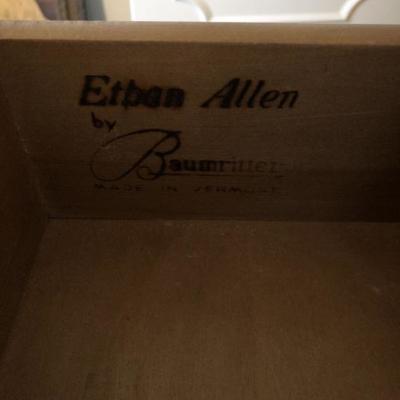 Ethan Allen
by
Baumritter
MADE IN VERMONT